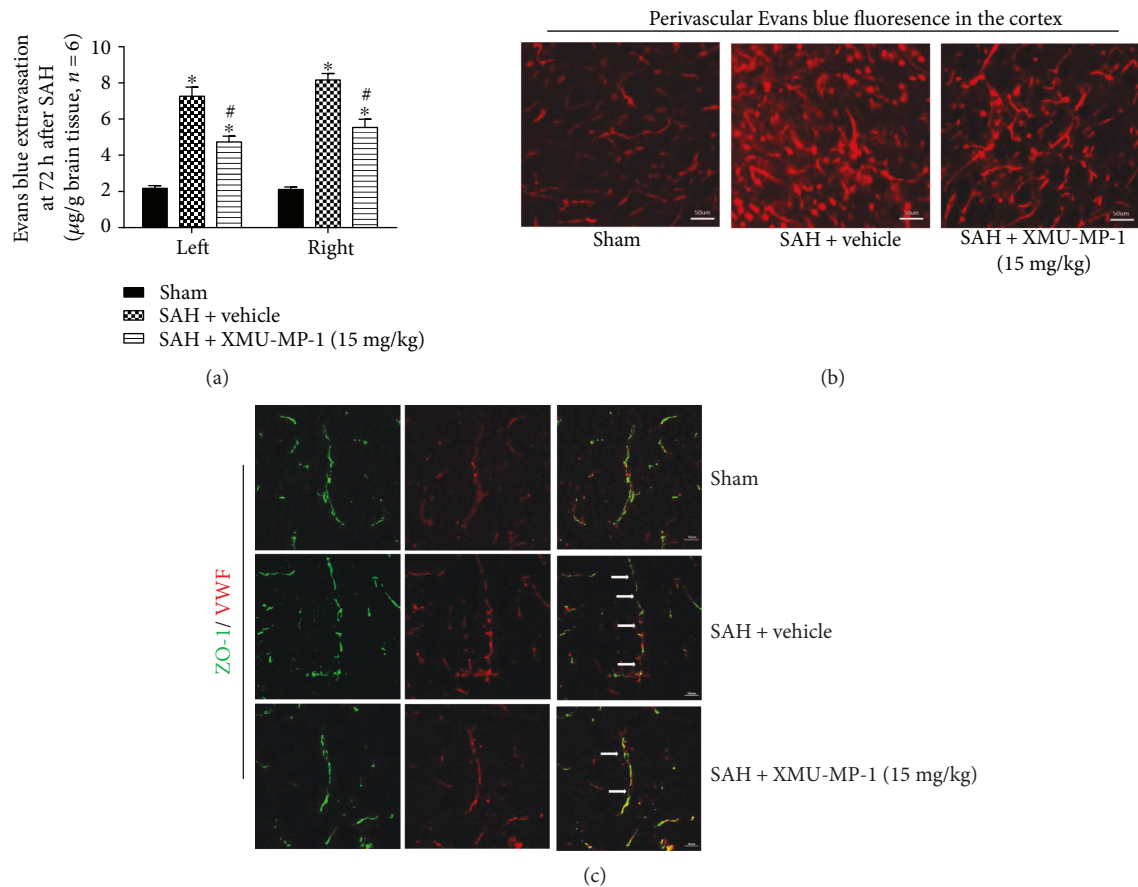 Evans blue extravasation
at 72 h after SAH
(μg/g brain tissue, n = 6)
10
8
6
4
2
0
*
#
*
*
#
*
Left
Right
Sham
SAH + vehicle
SAH + XMU-MP-1 (15 mg/kg)
(a)
Perivascular Evans blue fluoresence in the cortex
50um
50um
50um
Sham
SAH + vehicle
SAH + XMU-MP-1
(15 mg/kg)
(b)
ZO-1/ VWF
Sham
SAH + vehicle
SAH + XMU-MP-1 (15 mg/kg)
(c)